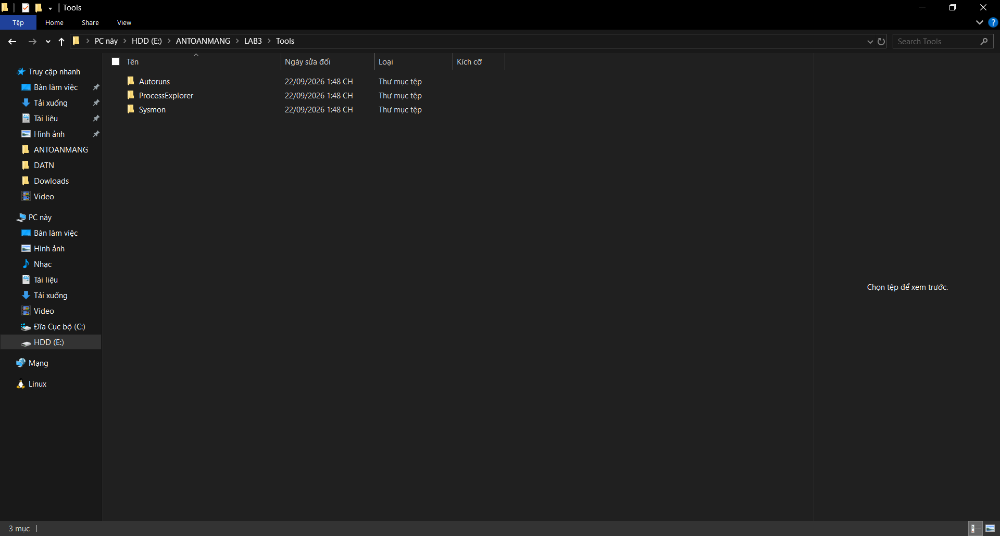 Tools
Tệp Home Share View
PC này HDD (E:) ANTOANMANG LAB3 Tools
Search Tools
Truy cập nhanh
Bàn làm việc
Tải xuống
Tài liệu
Hình ảnh
ANTOANMANG
DATN
Dowloads
Video
PC này
Bàn làm việc
Hình ảnh
Nhạc
Tài liệu
Tải xuống
Video
Đĩa Cục bộ (C:)
HDD (E:)
Mạng
Linux
Tên Ngày sửa đổi Loại Kích cỡ
Autoruns 22/09/2026 1:48 CH Thư mục tệp
ProcessExplorer 22/09/2026 1:48 CH Thư mục tệp
Sysmon 22/09/2026 1:48 CH Thư mục tệp
Chọn tệp để xem trước.
3 mục